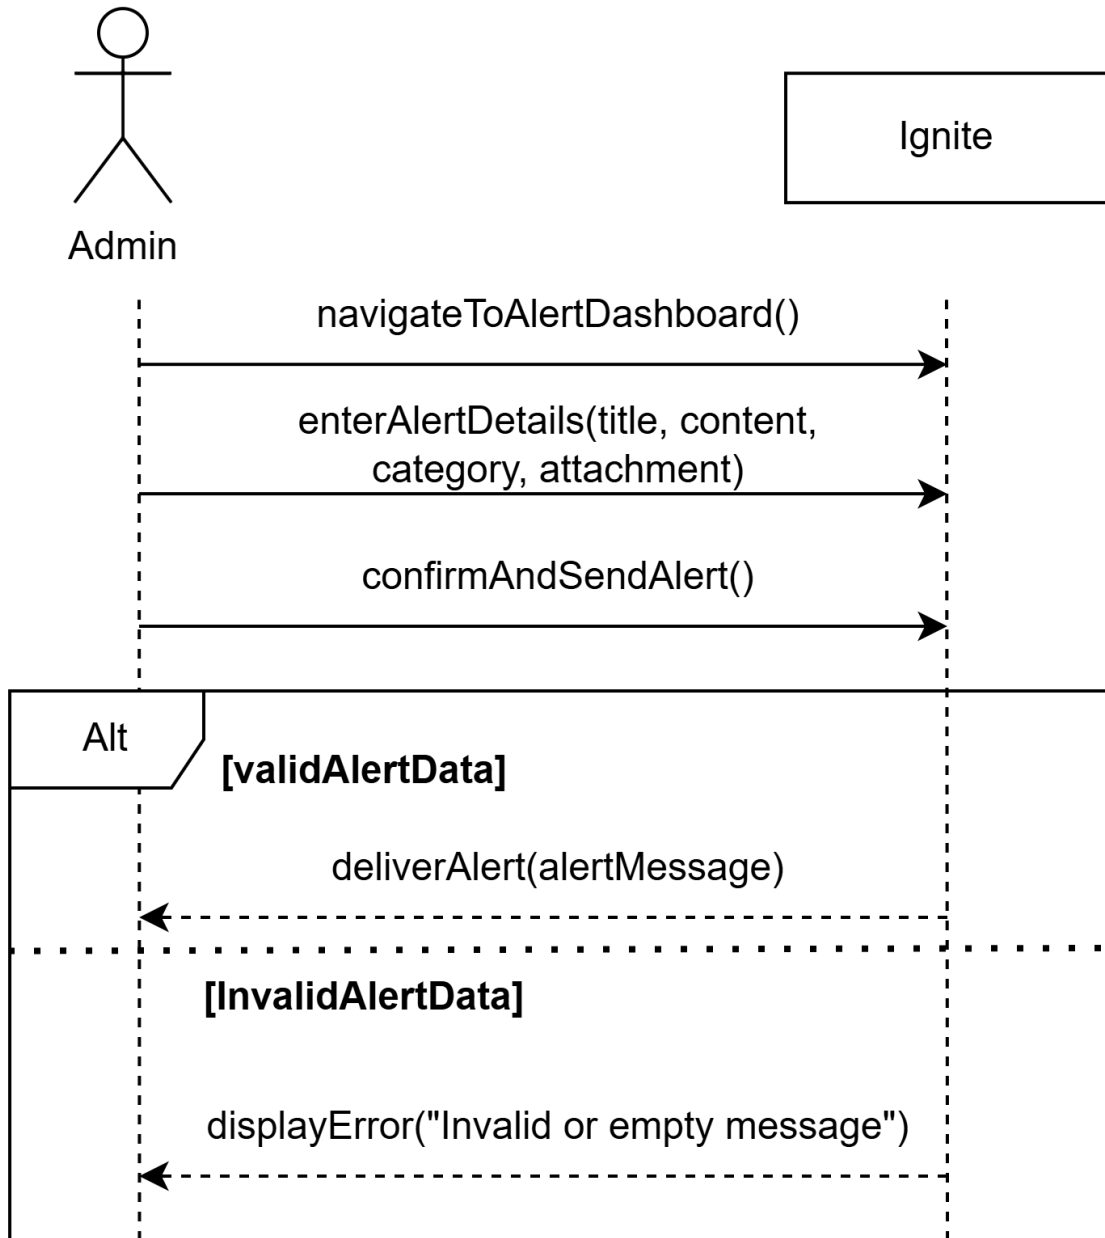 Ignite
Admin
navigateToAlertDashboard()
enterAlertDetails(title, content,
category, attachment)
confirmAndSendAlert()
Alt
[validAlertData]
deliverAlert(alertMessage)
[InvalidAlertData]
displayError("Invalid or empty message")